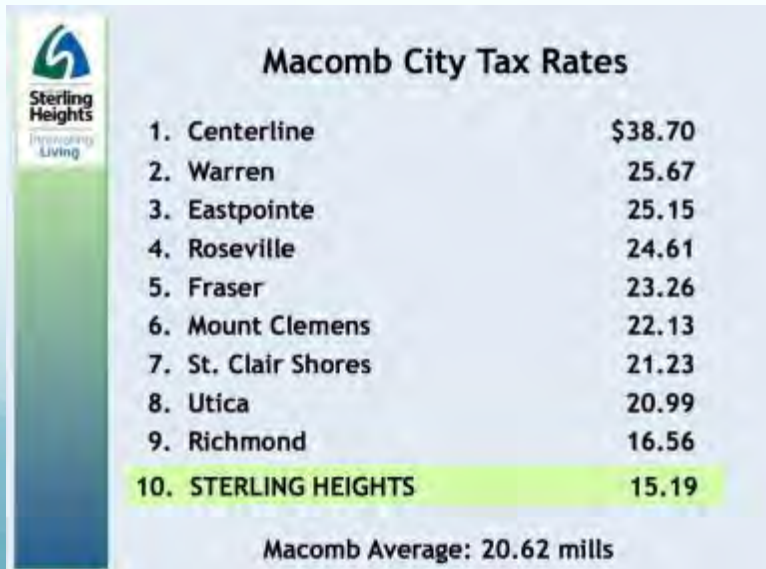 Sterling
Heights
Innovating
Living
Macomb City Tax Rates
1. Centerline $38.70
2. Warren 25.67
3. Eastpointe 25.15
4. Roseville 24.61
5. Fraser 23.26
6. Mount Clemens 22.13
7. St. Clair Shores 21.23
8. Utica 20.99
9. Richmond 16.56
10. STERLING HEIGHTS 15.19
Macomb Average: 20.62 mills